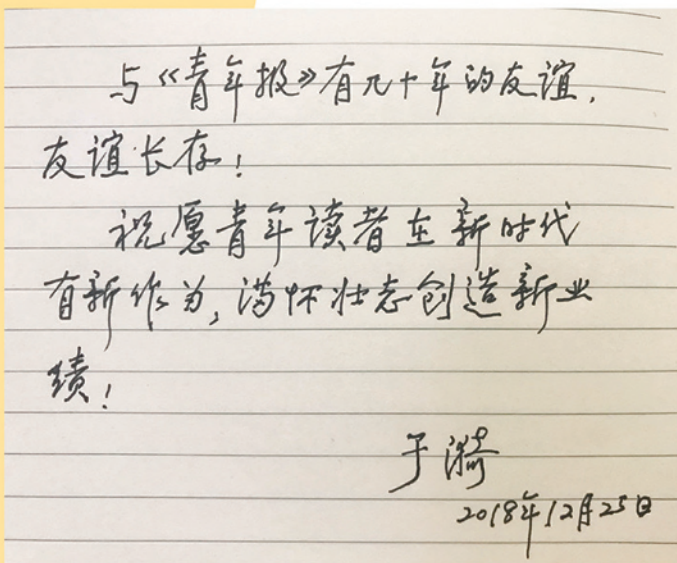 与《青年报》有几十年的友谊，
友谊长存！
祝愿青年读者在新时代
有新作为，满怀壮志创造新业
绩！
于漪
2018年12月25日